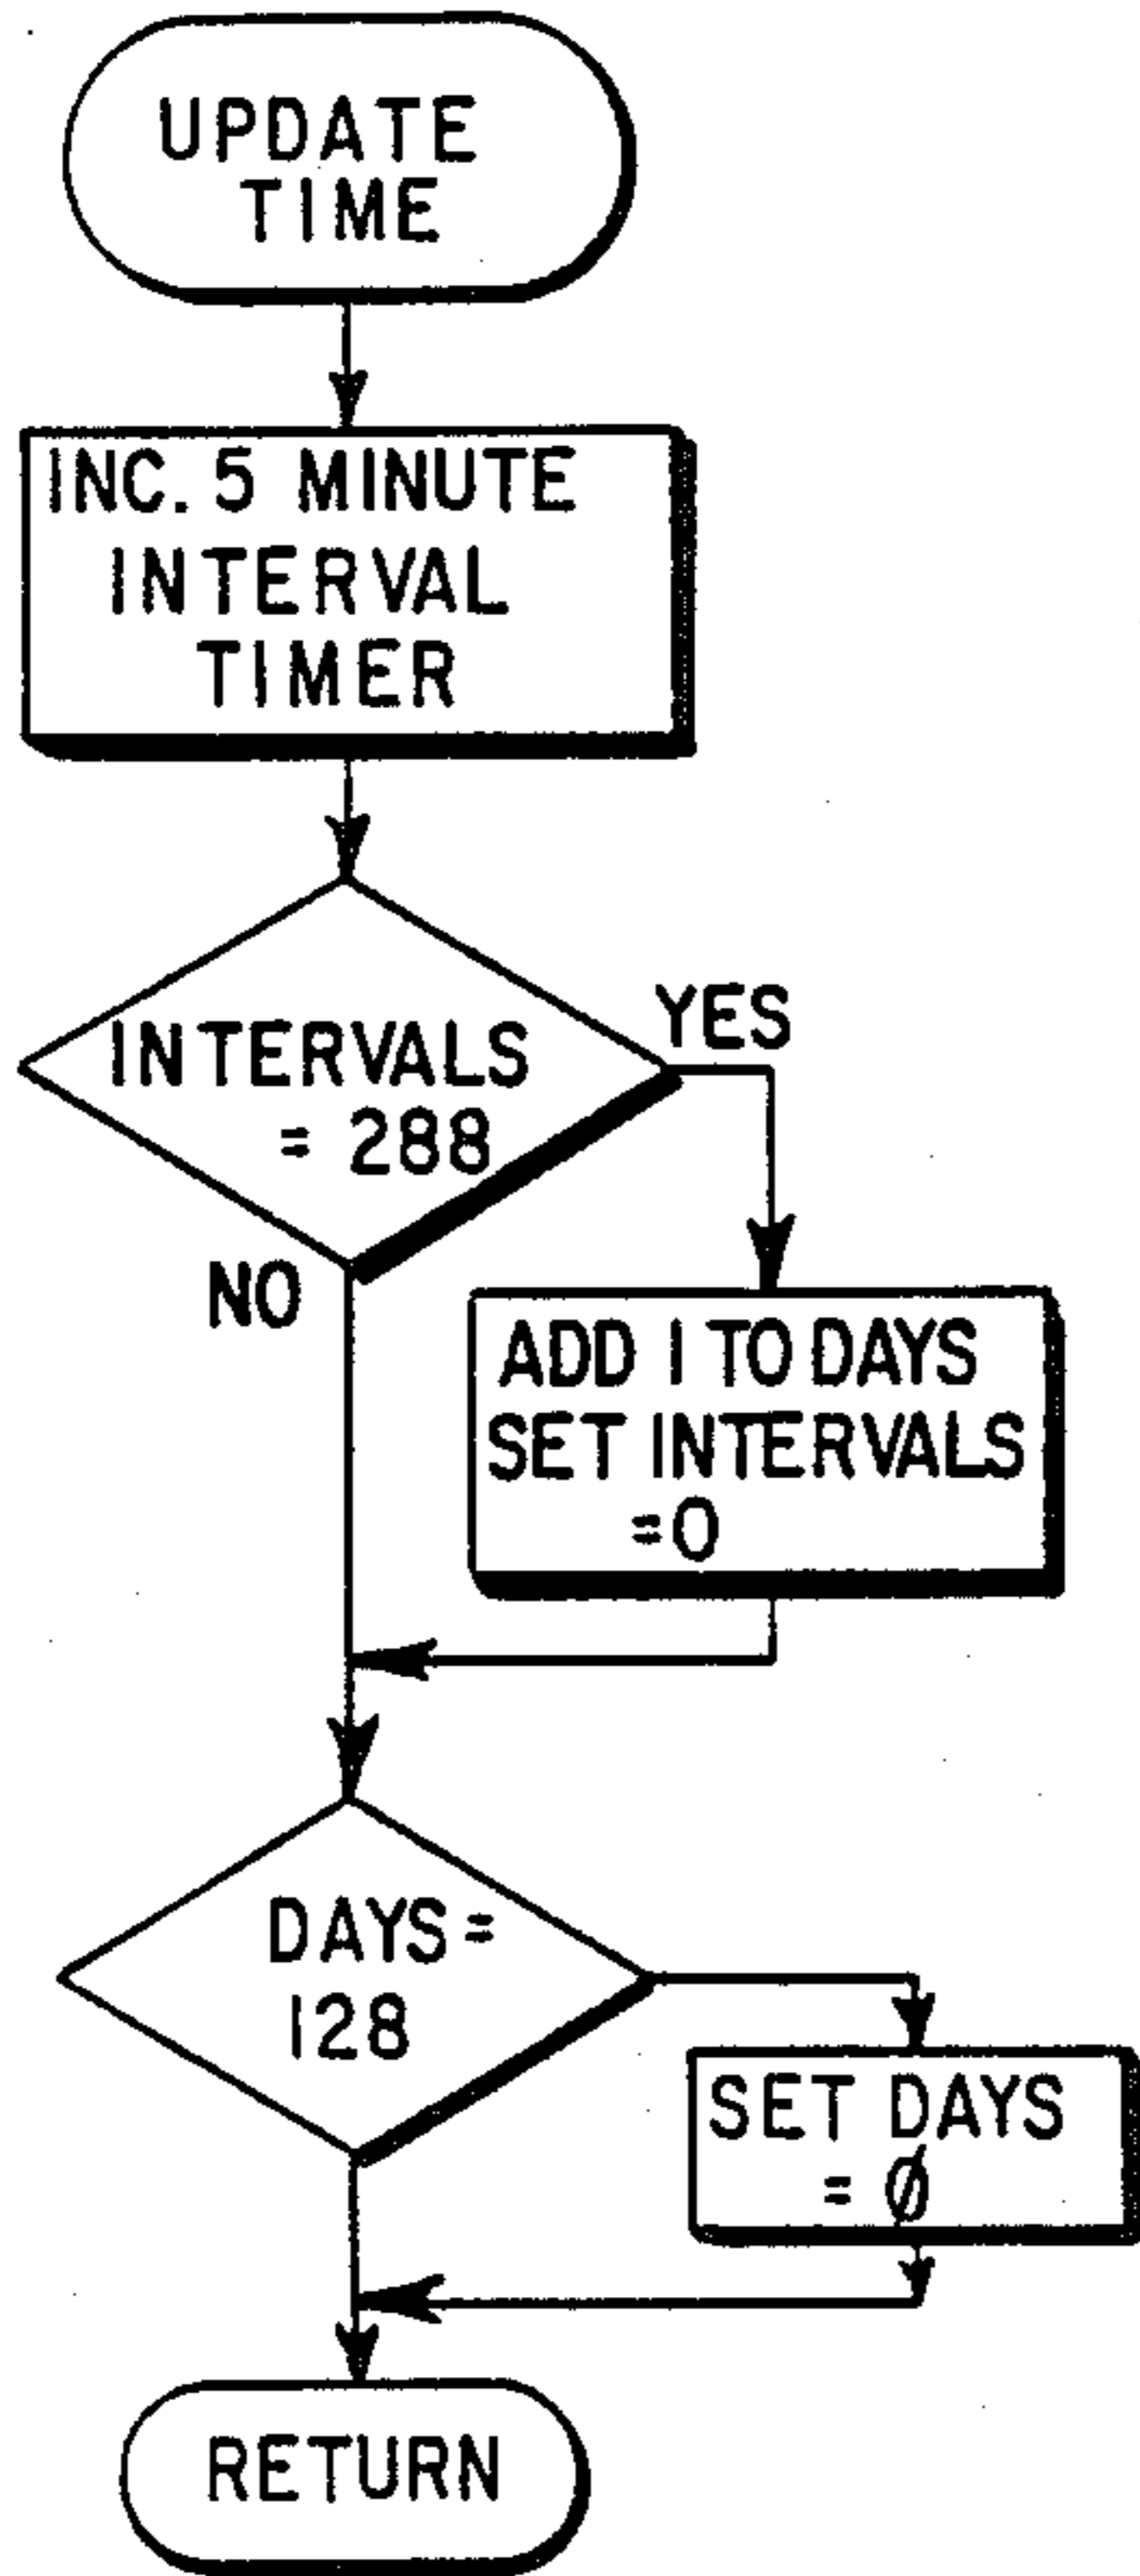 UPDATE
TIME
INC. 5 MINUTE
INTERVAL
TIMER
INTERVALS
= 288
YES
NO
ADD 1 TO DAYS
SET INTERVALS
=0
DAYS =
128
SET DAYS
= Ø
RETURN